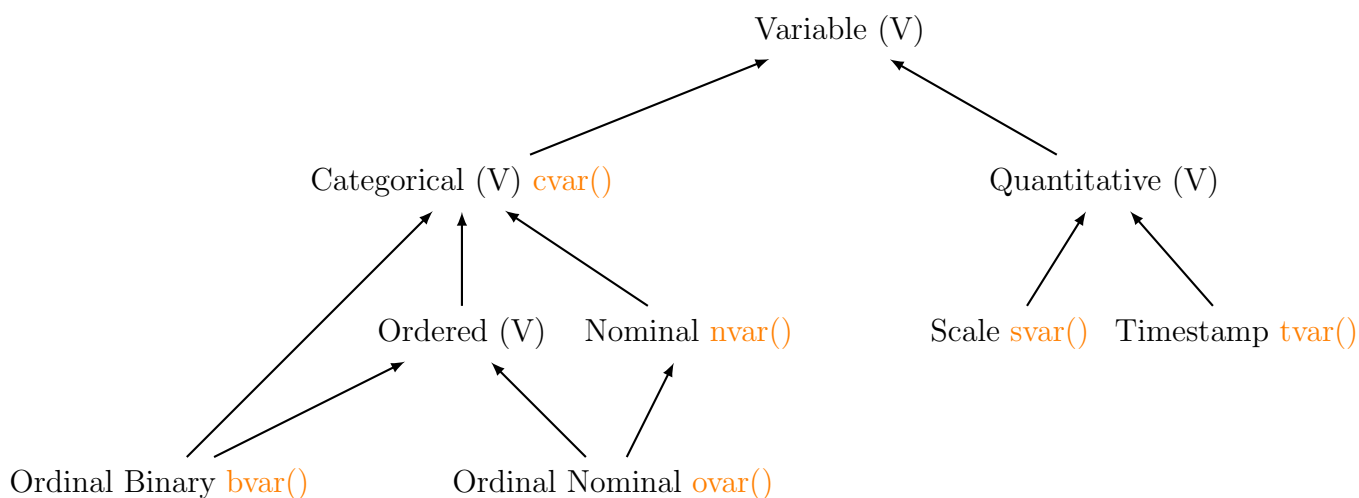 Variable (V)
Categorical (V) cvar()
Quantitative (V)
Ordered (V)
Nominal nvar()
Scale svar()
Timestamp tvar()
Ordinal Binary bvar()
Ordinal Nominal ovar()